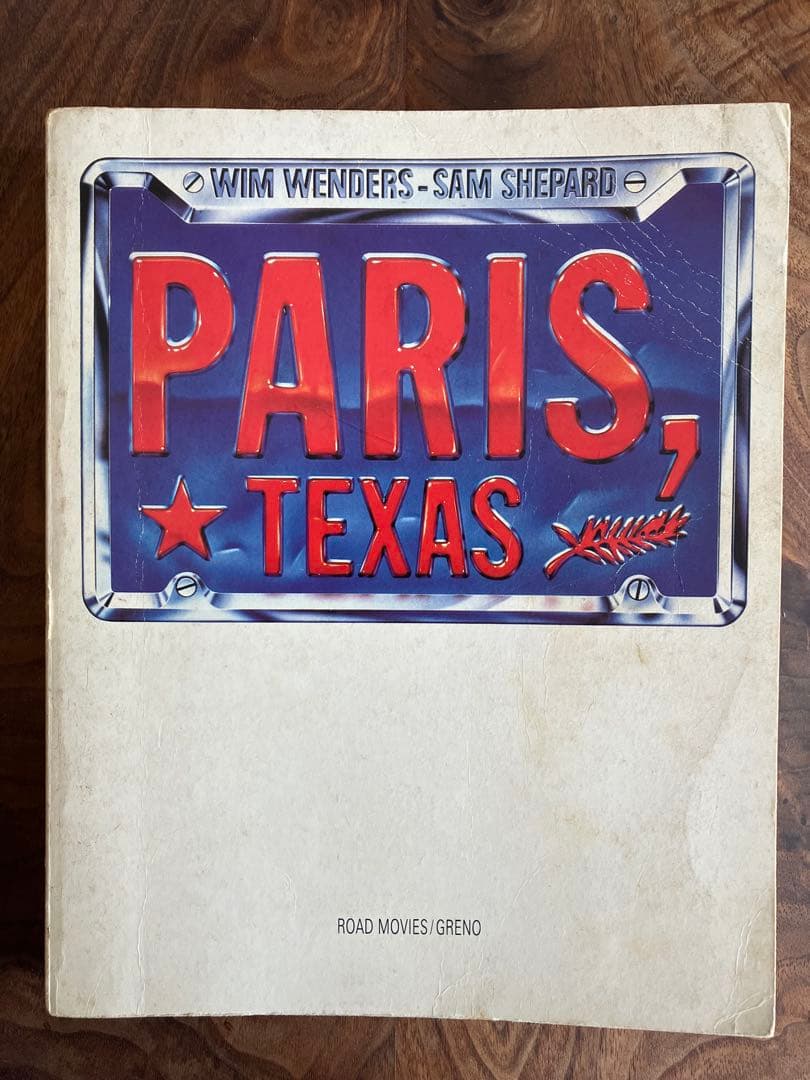 WIM WENDERS - SAM SHEPARD
PARIS,
TEXAS
ROAD MOVIES/GRENO